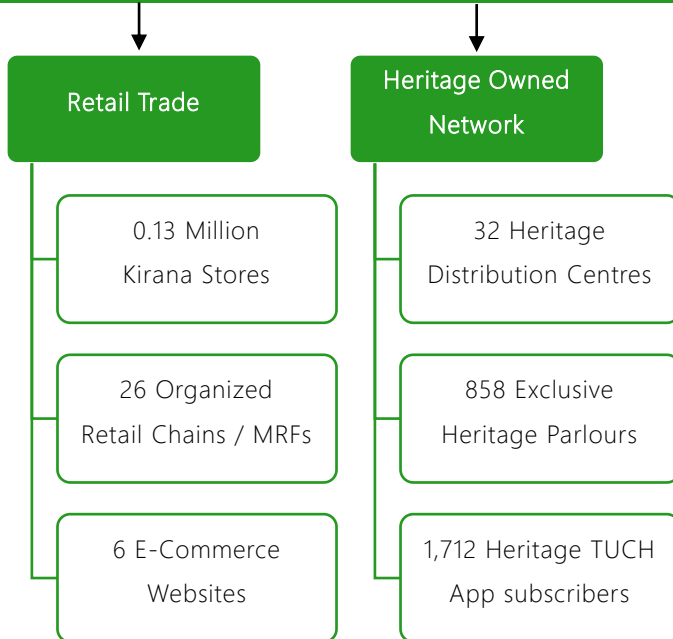 Retail Trade
0.13 Million
Kirana Stores
26 Organized
Retail Chains / MRFs
6 E-Commerce
Websites
Heritage Owned
Network
32 Heritage
Distribution Centres
858 Exclusive
Heritage Parlours
1,712 Heritage TUCH
App subscribers